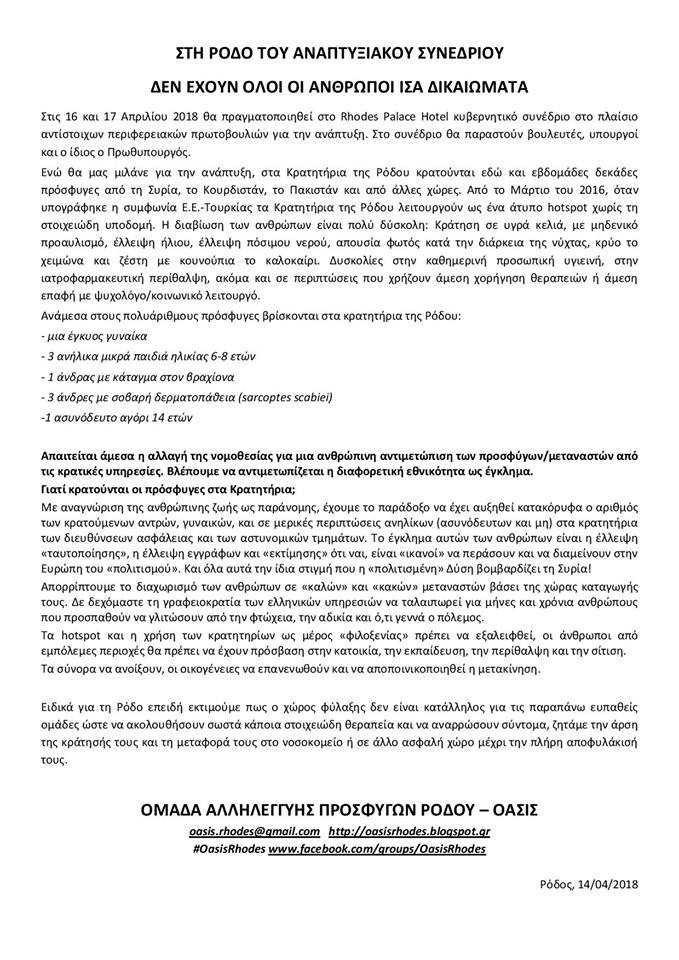 ΣΤΗ ΡΟΔΟ ΤΟΥ ΑΝΑΠΤΥΞΙΑΚΟΥ ΣΥΝΕΔΡΙΟΥ
ΔΕΝ ΕΧΟΥΝ ΟΛΟΙ ΟΙ ΑΝΘΡΩΠΟΙ ΙΣΑ ΔΙΚΑΙΩΜΑΤΑ
Στις 16 και 17 Απριλίου 2018 θα πραγματοποιηθεί στο Rhodes Palace Hotel κυβερνητικό συνέδριο στο πλαίσιο
αντίστοιχων περιφερειακών πρωτοβουλιών για την ανάπτυξη. Στο συνέδριο θα παραστούν βουλευτές, υπουργοί
και ο ίδιος ο Πρωθυπουργός.
Ενώ θα μας μιλάνε για την ανάπτυξη, στα Κρατητήρια της Ρόδου κρατούνται εδώ και εβδομάδες δεκάδες
πρόσφυγες από τη Συρία, το Κουρδιστάν, το Πακιστάν και από άλλες χώρες. Από το Μάρτιο του 2016, όταν
υπογράφηκε η συμφωνία Ε.Ε.-Τουρκίας τα Κρατητήρια της Ρόδου λειτουργούν ως ένα άτυπο hotspot χωρίς τη
στοιχειώδη υποδομή. Η διαβίωση των ανθρώπων είναι πολύ δύσκολη: Κράτηση σε υγρά κελιά, με μηδενικό
προαυλισμό, έλλειψη ήλιου, έλλειψη πόσιμου νερού, απουσία φωτός κατά την διάρκεια της νύχτας, κρύο το
χειμώνα και ζέστη με κουνούπια το καλοκαίρι. Δυσκολίες στην καθημερινή προσωπική υγιεινή, στην
ιατροφαρμακευτική περίθαλψη, ακόμα και σε περιπτώσεις που χρήζουν άμεση χορήγηση θεραπειών ή άμεση
επαφή με ψυχολόγο/κοινωνικό λειτουργό.
Ανάμεσα στους πολυάριθμους πρόσφυγες βρίσκονται στα κρατητήρια της Ρόδου:
- μια έγκυος γυναίκα
- 3 ανήλικα μικρά παιδιά ηλικίας 6-8 ετών
- 1 άνδρας με κάταγμα στον βραχίονα
- 3 άνδρες με σοβαρή δερματοπάθεια (sarcoptes scabiei)
-1 ασυνόδευτο αγόρι 14 ετών
Απαιτείται άμεσα η αλλαγή της νομοθεσίας για μια ανθρώπινη αντιμετώπιση των προσφύγων/μεταναστών από
τις κρατικές υπηρεσίες. Βλέπουμε να αντιμετωπίζεται η διαφορετική εθνικότητα ως έγκλημα.
Γιατί κρατούνται οι πρόσφυγες στα Κρατητήρια;
Με αναγνώριση της ανθρώπινης ζωής ως παράνομης, έχουμε το παράδοξο να έχει αυξηθεί κατακόρυφα ο αριθμός
των κρατούμενων αντρών, γυναικών, και σε μερικές περιπτώσεις ανηλίκων (ασυνόδευτων και μη) στα κρατητήρια
των διευθύνσεων ασφάλειας και των αστυνομικών τμημάτων. Το έγκλημα αυτών των ανθρώπων είναι η έλλειψη
«ταυτοποίησης», η έλλειψη εγγράφων και «εκτίμησης» ότι ναι, είναι «ικανοί» να περάσουν και να διαμείνουν στην
Ευρώπη του «πολιτισμού». Και όλα αυτά την ίδια στιγμή που η «πολιτισμένη» Δύση βομβαρδίζει τη Συρία!
Απορρίπτουμε το διαχωρισμό των ανθρώπων σε «καλών» και «κακών» μεταναστών βάσει της χώρας καταγωγής
τους. Δε δεχόμαστε τη γραφειοκρατία των ελληνικών υπηρεσιών να ταλαιπωρεί για μήνες και χρόνια ανθρώπους
που προσπαθούν να γλιτώσουν από την φτώχεια, την αδικία και ό,τι γεννά ο πόλεμος.
Τα hotspot και η χρήση των κρατητηρίων ως μέρος «φιλοξενίας» πρέπει να εξαλειφθεί, οι άνθρωποι από
εμπόλεμες περιοχές θα πρέπει να έχουν πρόσβαση στην κατοικία, την εκπαίδευση, την περίθαλψη και την σίτιση.
Τα σύνορα να ανοίξουν, οι οικογένειες να επανενωθούν και να αποποινικοποιηθεί η μετακίνηση.
Ειδικά για τη Ρόδο επειδή εκτιμούμε πως ο χώρος φύλαξης δεν είναι κατάλληλος για τις παραπάνω ευπαθείς
ομάδες ώστε να ακολουθήσουν σωστά κάποια στοιχειώδη θεραπεία και να αναρρώσουν σύντομα, ζητάμε την άρση
της κράτησής τους και τη μεταφορά τους στο νοσοκομείο ή σε άλλο ασφαλή χώρο μέχρι την πλήρη αποφυλάκισή
τους.
ΟΜΑΔΑ ΑΛΛΗΛΕΓΓΥΗΣ ΠΡΟΣΦΥΓΩΝ ΡΟΔΟΥ – ΟΑΣΙΣ
oasis.rhodes@gmail.com http://oasisrhodes.blogspot.gr
#OasisRhodes www.facebook.com/groups/OasisRhodes
Ρόδος, 14/04/2018